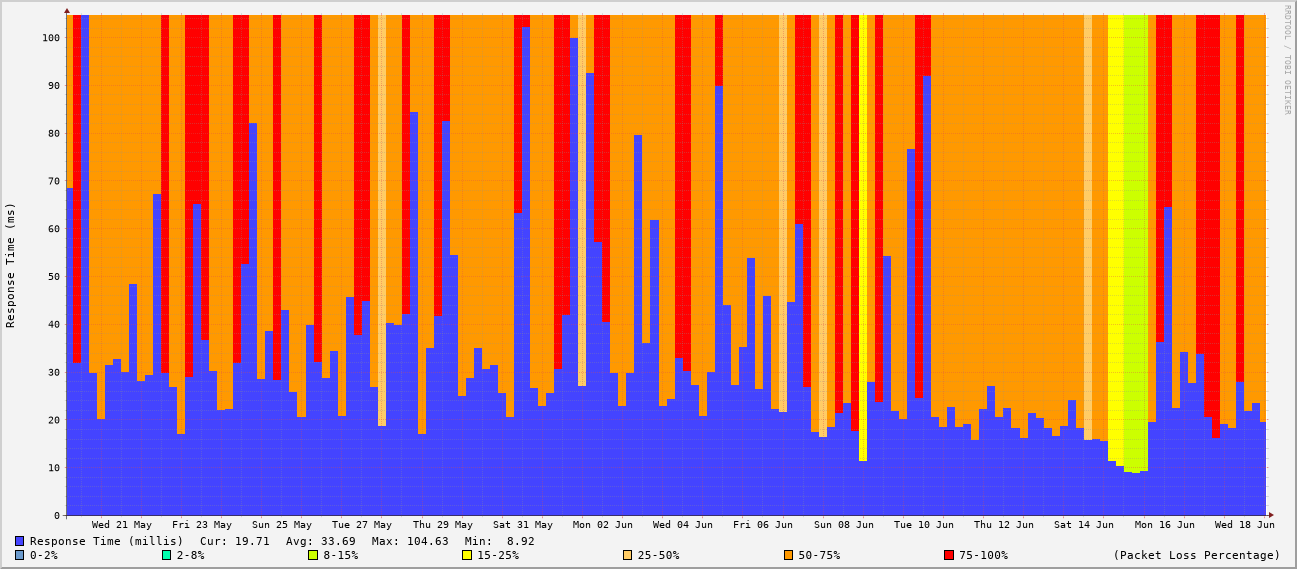 RRDTOOL / TOBI OETIKER
Response Time (ms)
100
90
80
70
60
50
40
30
20
10
0
Wed 21 May Fri 23 May Sun 25 May Tue 27 May Thu 29 May Sat 31 May Mon 02 Jun Wed 04 Jun Fri 06 Jun Sun 08 Jun Tue 10 Jun Thu 12 Jun Sat 14 Jun Mon 16 Jun Wed 18 Jun
Response Time (millis) Cur: 19.71 Avg: 33.69 Max: 104.63 Min: 8.92
0-2% 2-8% 8-15% 15-25% 25-50% 50-75% 75-100% (Packet Loss Percentage)